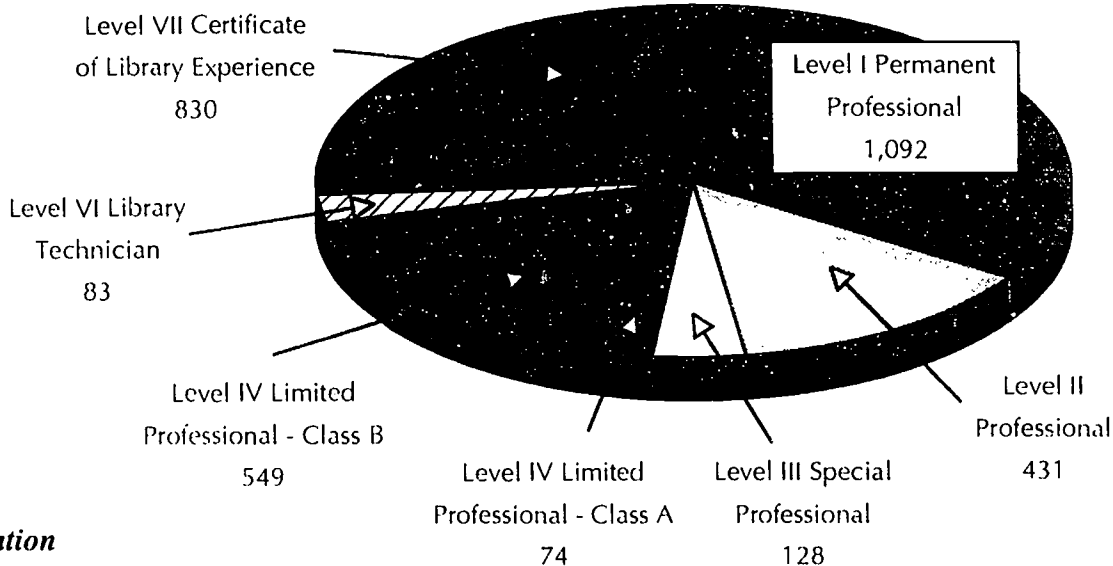 Level VII Certificate
of Library Experience
830
Level I Permanent
Professional
1,092
Level VI Library
Technician
83
Level IV Limited
Professional - Class B
549
Level IV Limited
Professional - Class A
74
Level III Special
Professional
128
Level II
Professional
431